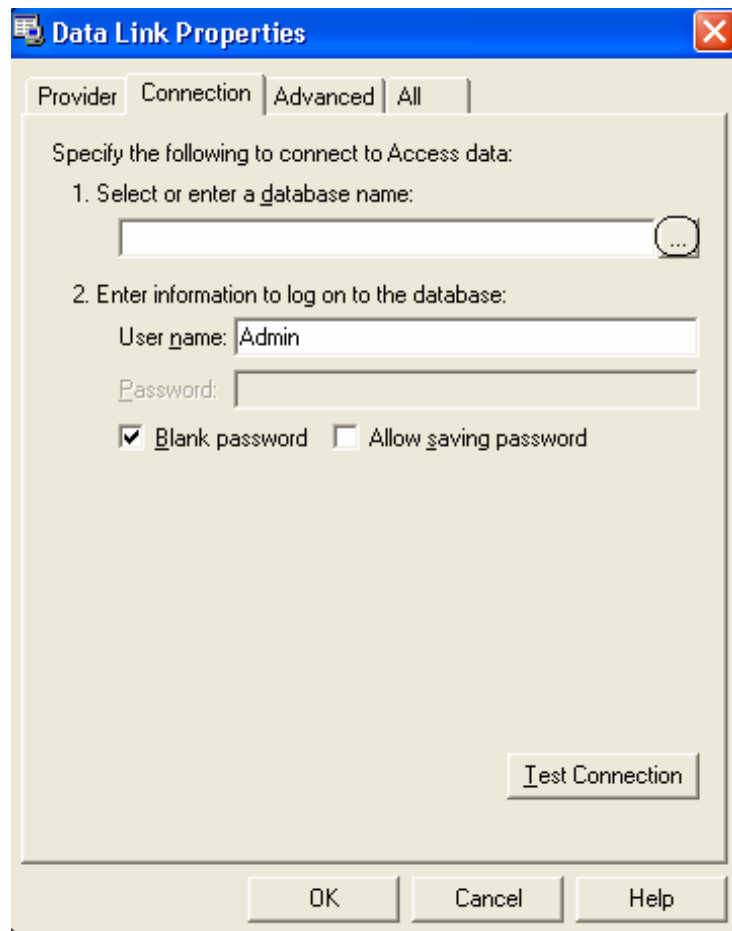 Data Link Properties
Provider Connection Advanced All
Specify the following to connect to Access data:
1. Select or enter a database name:
...
2. Enter information to log on to the database:
User name: Admin
Password:
Blank password Allow saving password
Test Connection
OK Cancel Help